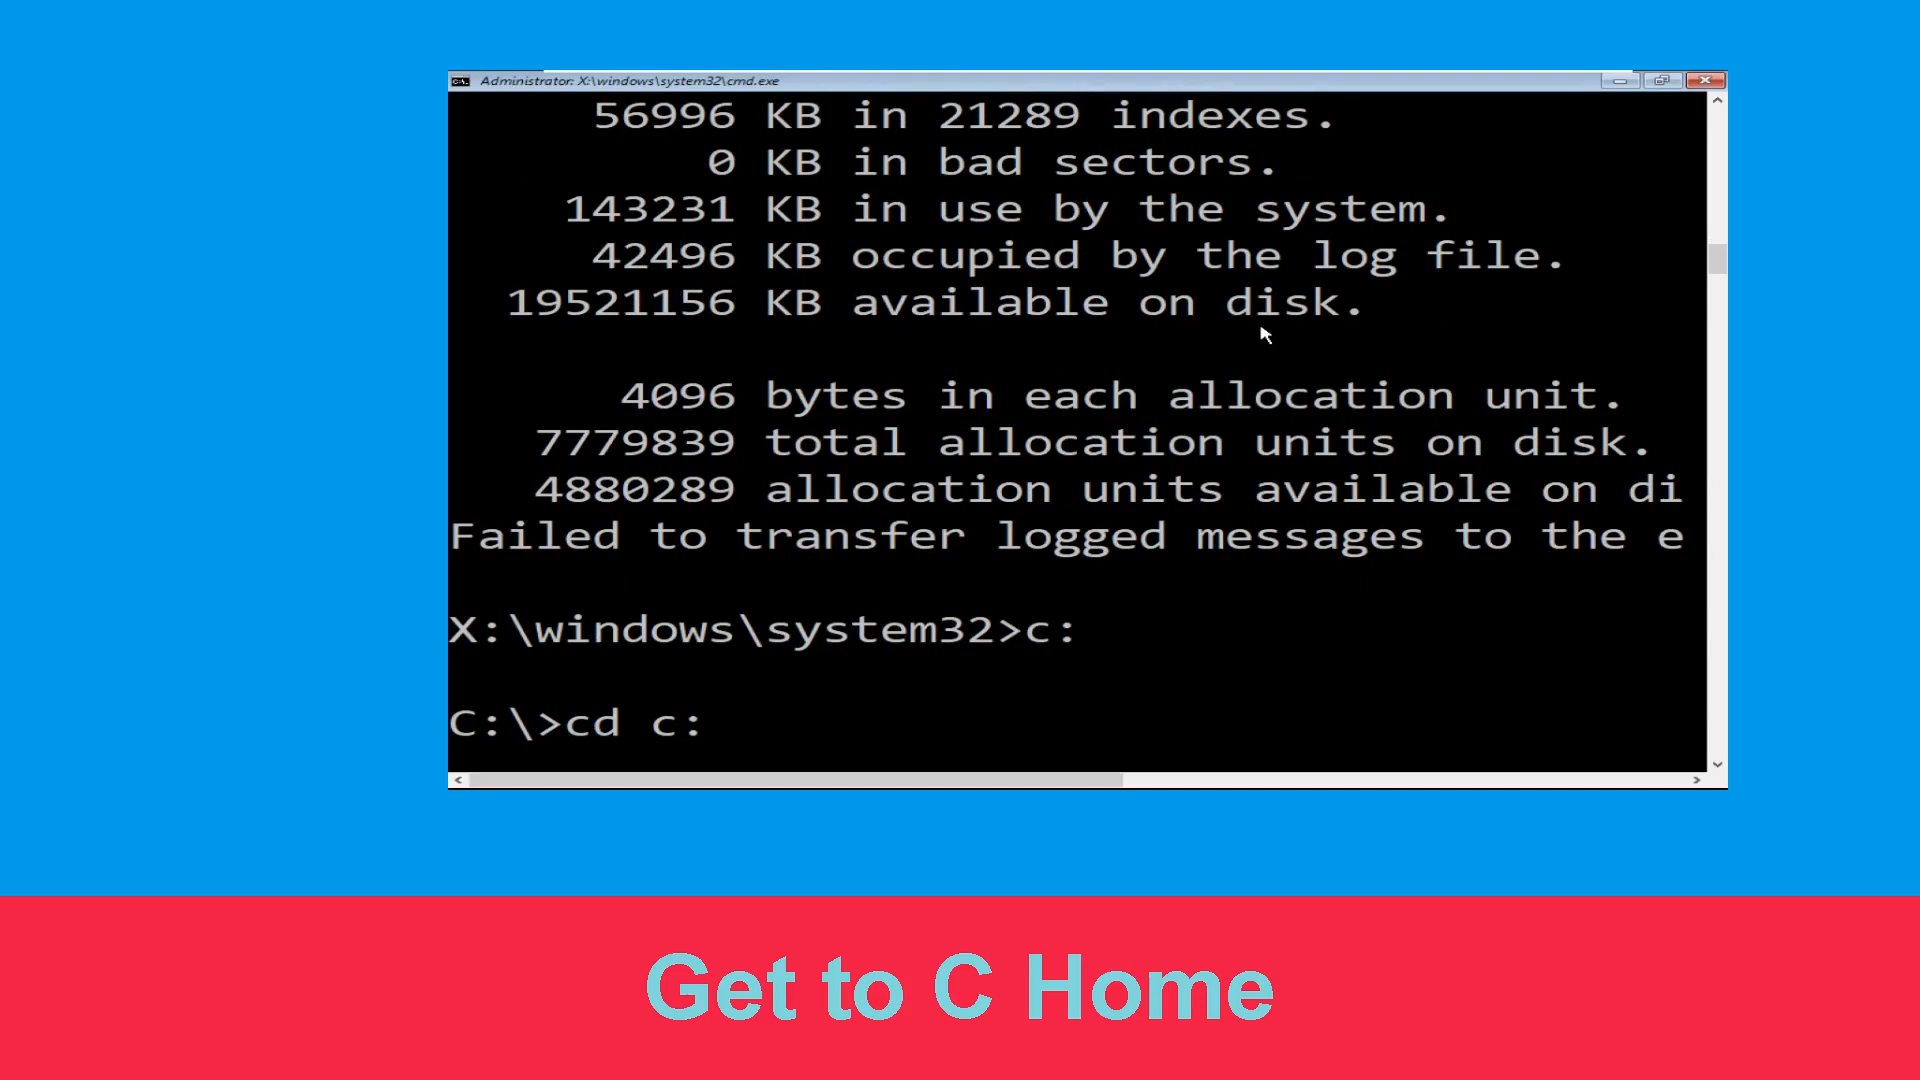 Administrator: X:\windows\system32\cmd.exe
56996 KB in 21289 indexes.
0 KB in bad sectors.
143231 KB in use by the system.
42496 KB occupied by the log file.
19521156 KB available on disk.
4096 bytes in each allocation unit.
7779839 total allocation units on disk.
4880289 allocation units available on di
Failed to transfer logged messages to the e
X:\windows\system32>c:
C:\>cd c:
Get to C Home